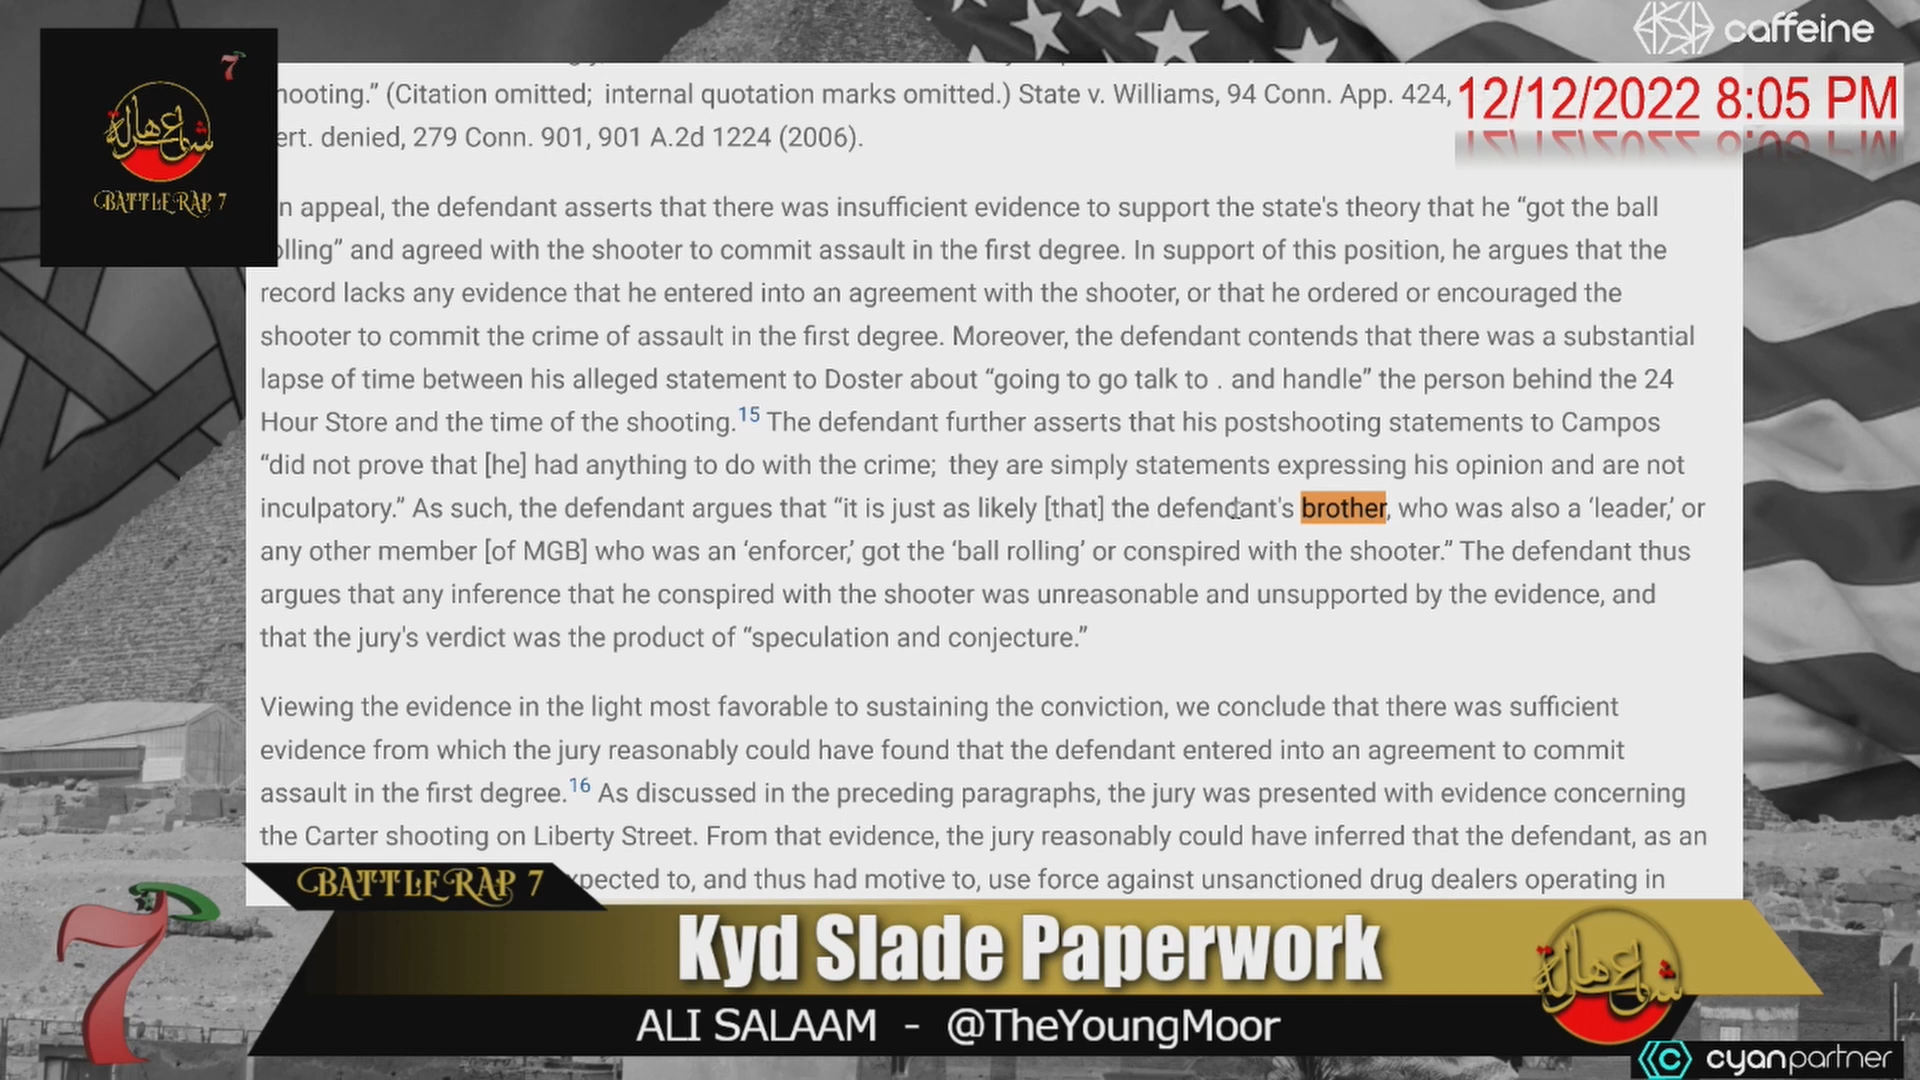 caffeine
12/12/2022 8:05 PM
7
BATTLE RAP 7
hooting.” (Citation omitted; internal quotation marks omitted.) State v. Williams, 94 Conn. App. 424,
ert. denied, 279 Conn. 901, 901 A.2d 1224 (2006).
n appeal, the defendant asserts that there was insufficient evidence to support the state's theory that he “got the ball
olling” and agreed with the shooter to commit assault in the first degree. In support of this position, he argues that the
record lacks any evidence that he entered into an agreement with the shooter, or that he ordered or encouraged the
shooter to commit the crime of assault in the first degree. Moreover, the defendant contends that there was a substantial
lapse of time between his alleged statement to Doster about “going to go talk to . and handle” the person behind the 24
Hour Store and the time of the shooting.15 The defendant further asserts that his postshooting statements to Campos
“did not prove that [he] had anything to do with the crime; they are simply statements expressing his opinion and are not
inculpatory.” As such, the defendant argues that “it is just as likely [that] the defendant's brother, who was also a ‘leader,’ or
any other member [of MGB] who was an ‘enforcer,’ got the ‘ball rolling’ or conspired with the shooter.” The defendant thus
argues that any inference that he conspired with the shooter was unreasonable and unsupported by the evidence, and
that the jury's verdict was the product of “speculation and conjecture.”
Viewing the evidence in the light most favorable to sustaining the conviction, we conclude that there was sufficient
evidence from which the jury reasonably could have found that the defendant entered into an agreement to commit
assault in the first degree.16 As discussed in the preceding paragraphs, the jury was presented with evidence concerning
the Carter shooting on Liberty Street. From that evidence, the jury reasonably could have inferred that the defendant, as an
xpected to, and thus had motive to, use force against unsanctioned drug dealers operating in
BATTLE RAP 7
7
Kyd Slade Paperwork
ALI SALAAM - @TheYoungMoor
cyanpartner